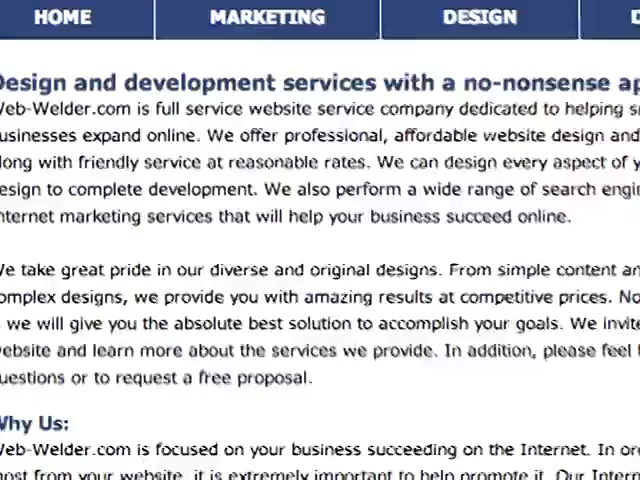 HOME MARKETING DESIGN
Design and development services with a no-nonsense
Web-Welder.com is full service website service company dedicated to helping
businesses expand online. We offer professional, affordable website design and
along with friendly service at reasonable rates. We can design every aspect of
design to complete development. We also perform a wide range of search
internet marketing services that will help your business succeed online.
We take great pride in our diverse and original designs. From simple content
complex designs, we provide you with amazing results at competitive prices.
we will give you the absolute best solution to accomplish your goals. We
website and learn more about the services we provide. In addition, please feel
questions or to request a free proposal.
Why Us:
Web-Welder.com is focused on your business succeeding on the Internet. In
most from your website, it is extremely important to help promote it. Our